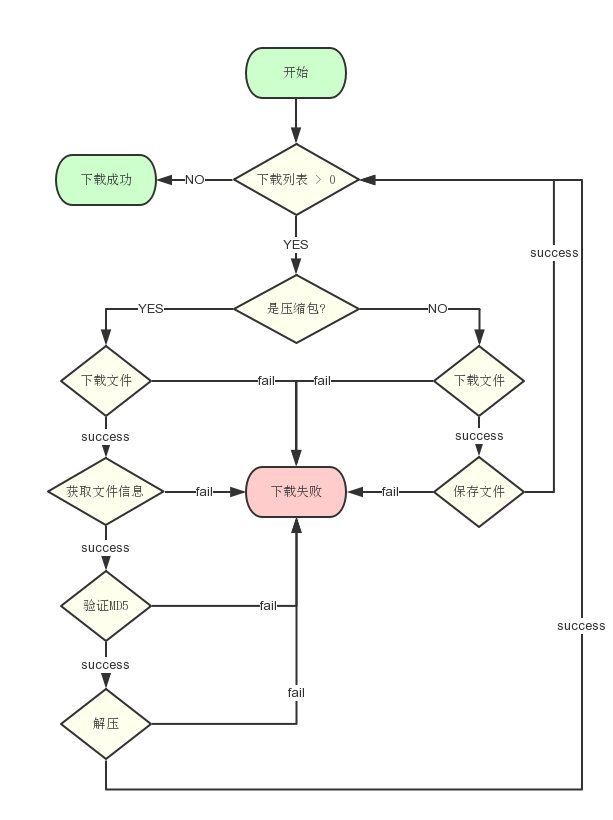 开始
下载成功
NO
下载列表 > 0
YES
success
是压缩包?
YES
NO
下载文件
fail
fail
下载文件
success
success
获取文件信息
fail
下载失败
fail
保存文件
success
验证MD5
fail
success
success
fail
解压